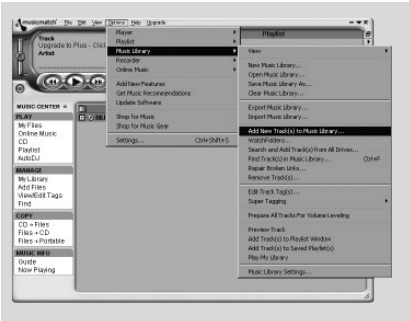 musicmatch File Edit View Options Help Upgrade
Track
Upgrade to Plus - Clic
Artist
Playlist
Player
Playlist
Music Library
Recorder
Online Music
Add New Features
Get Music Recommendations
Update Software
Shop for Music
Shop for Music Gear
Settings... Ctrl+Shift+S
View
New Music Library...
Open Music Library...
Save Music Library As...
Clear Music Library...
Export Music Library...
Import Music Library...
Add New Track(s) to Music Library...
WatchFolders...
Search and Add Track(s) from All Drives...
Find Track(s) in Music Library... Ctrl+F
Repair Broken Links...
Remove Track(s)...
Edit Track Tag(s)...
Super Tagging
Prepare All Tracks For Volume Leveling
Preview Track
Add Track(s) to Playlist Window
Add Track(s) to Saved Playlist(s)
Play My Library
Music Library Settings...
MUSIC CENTER
PLAY
My Files
Online Music
CD
Playlist
AutoDJ
MANAGE
My Library
Add Files
View/Edit Tags
Find
COPY
CD → Files
Files → CD
Files → Portable
MUSIC INFO
Guide
Now Playing